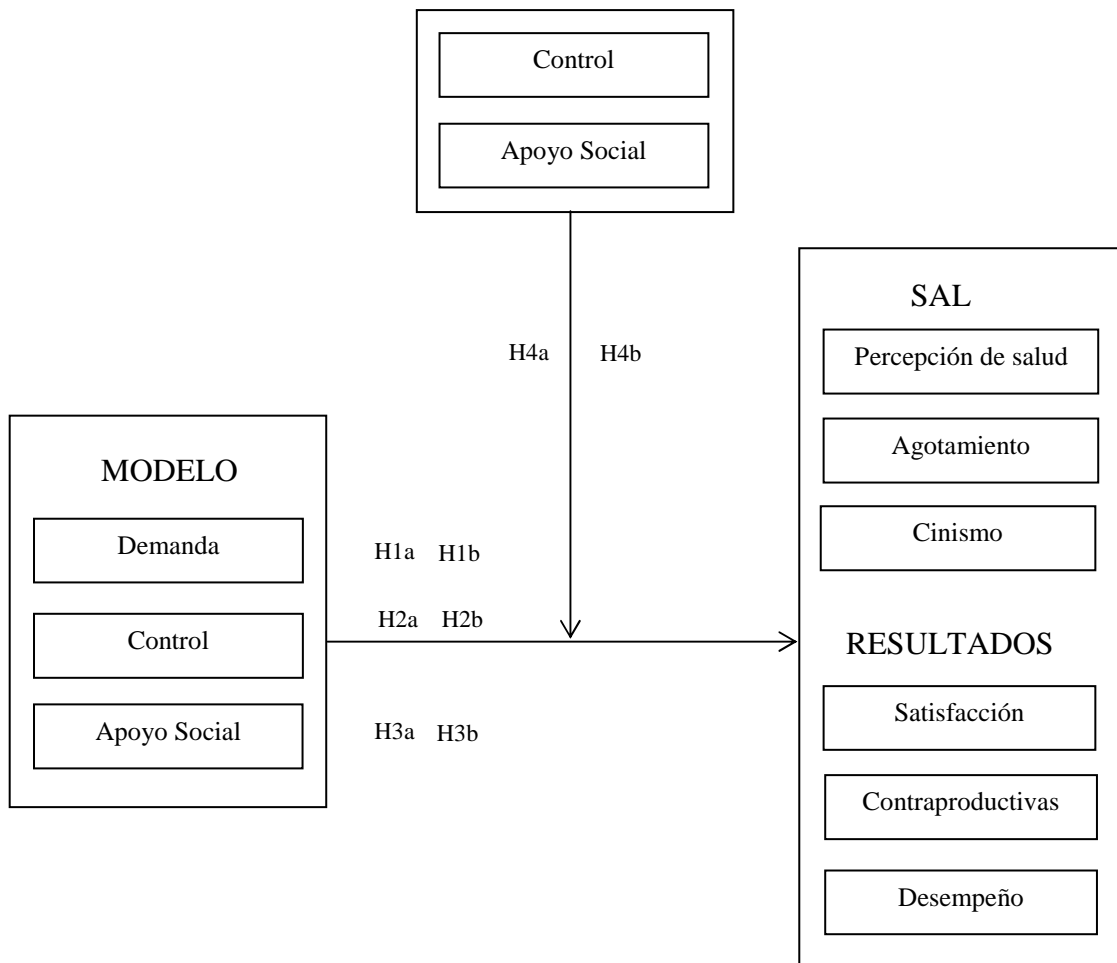 Control
Apoyo Social
H4a H4b
MODELO
Demanda
Control
Apoyo Social
H1a H1b
H2a H2b
H3a H3b
SAL
Percepción de salud
Agotamiento
Cinismo
RESULTADOS
Satisfacción
Contraproductivas
Desempeño